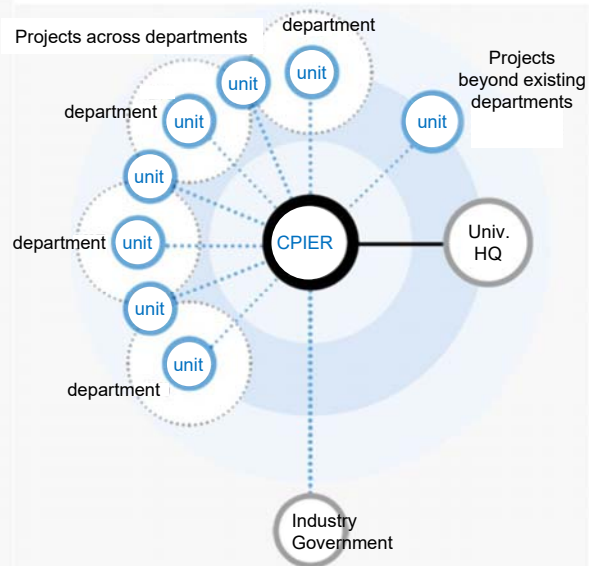 department
Projects across departments
Projects
beyond existing
departments
unit
unit
department
unit
unit
unit
department
unit
CPIER
Univ.
HQ
unit
unit
department
Industry
Government